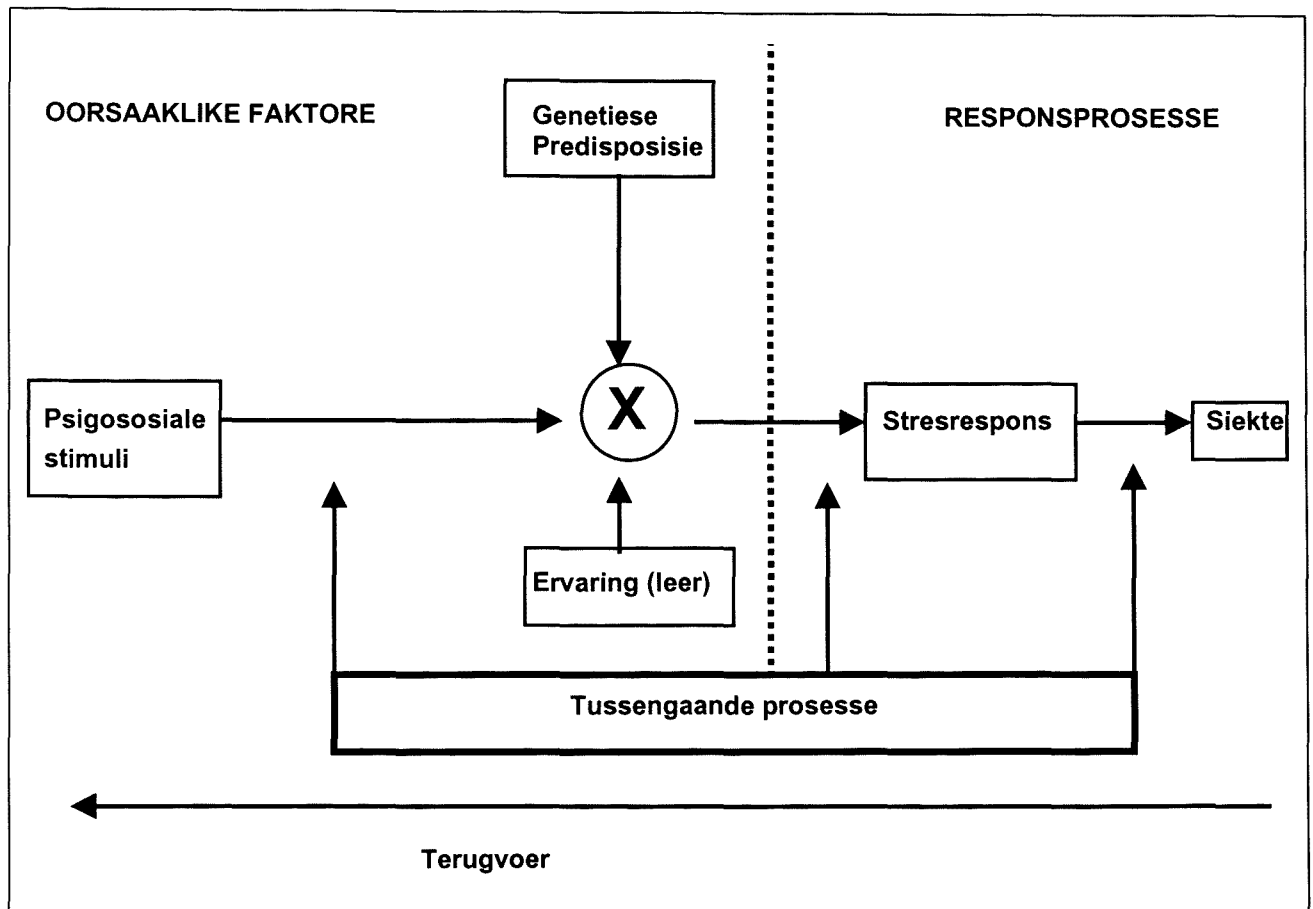 OORSAAKLIKE FAKTORE
Genetiese
Predisposisie
RESPONSPROSESSE
Psigososiale
stimuli
X
Stresrespons
Siekte
Ervaring (leer)
Tussengaande prosesse
Terugvoer